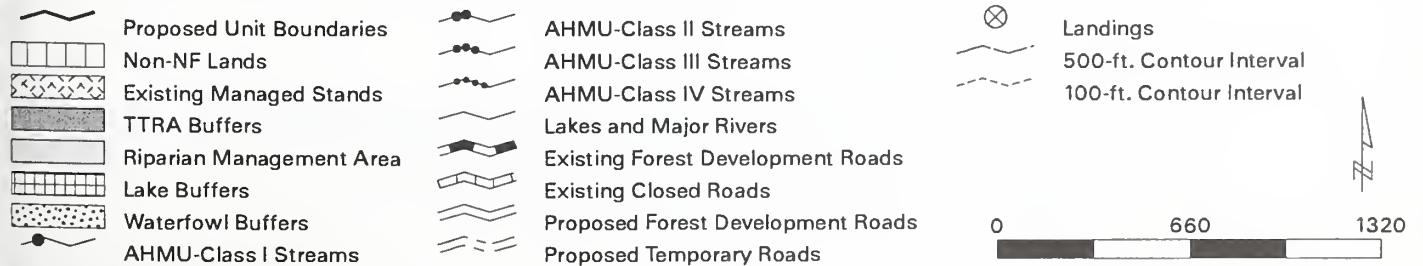 Proposed Unit Boundaries
Non-NF Lands
Existing Managed Stands
TTRA Buffers
Riparian Management Area
Lake Buffers
Waterfowl Buffers
AHMU-Class I Streams
AHMU-Class II Streams
AHMU-Class III Streams
AHMU-Class IV Streams
Lakes and Major Rivers
Existing Forest Development Roads
Existing Closed Roads
Proposed Forest Development Roads
Proposed Temporary Roads
Landings
500-ft. Contour Interval
100-ft. Contour Interval
0 660 1320